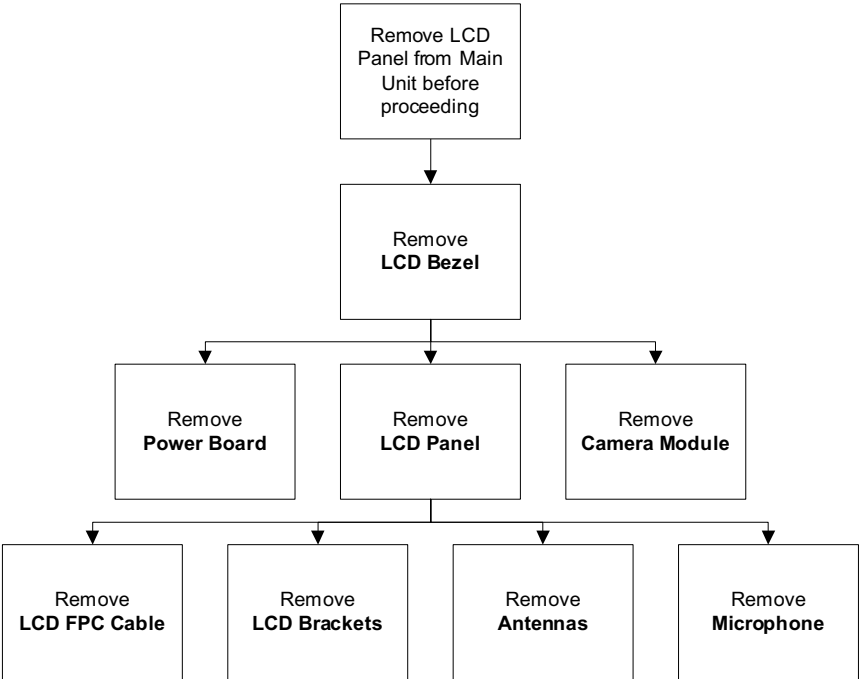 Remove LCD
Panel from Main
Unit before
proceeding
Remove
LCD Bezel
Remove
Power Board
Remove
LCD Panel
Remove
Camera Module
Remove
LCD FPC Cable
Remove
LCD Brackets
Remove
Antennas
Remove
Microphone